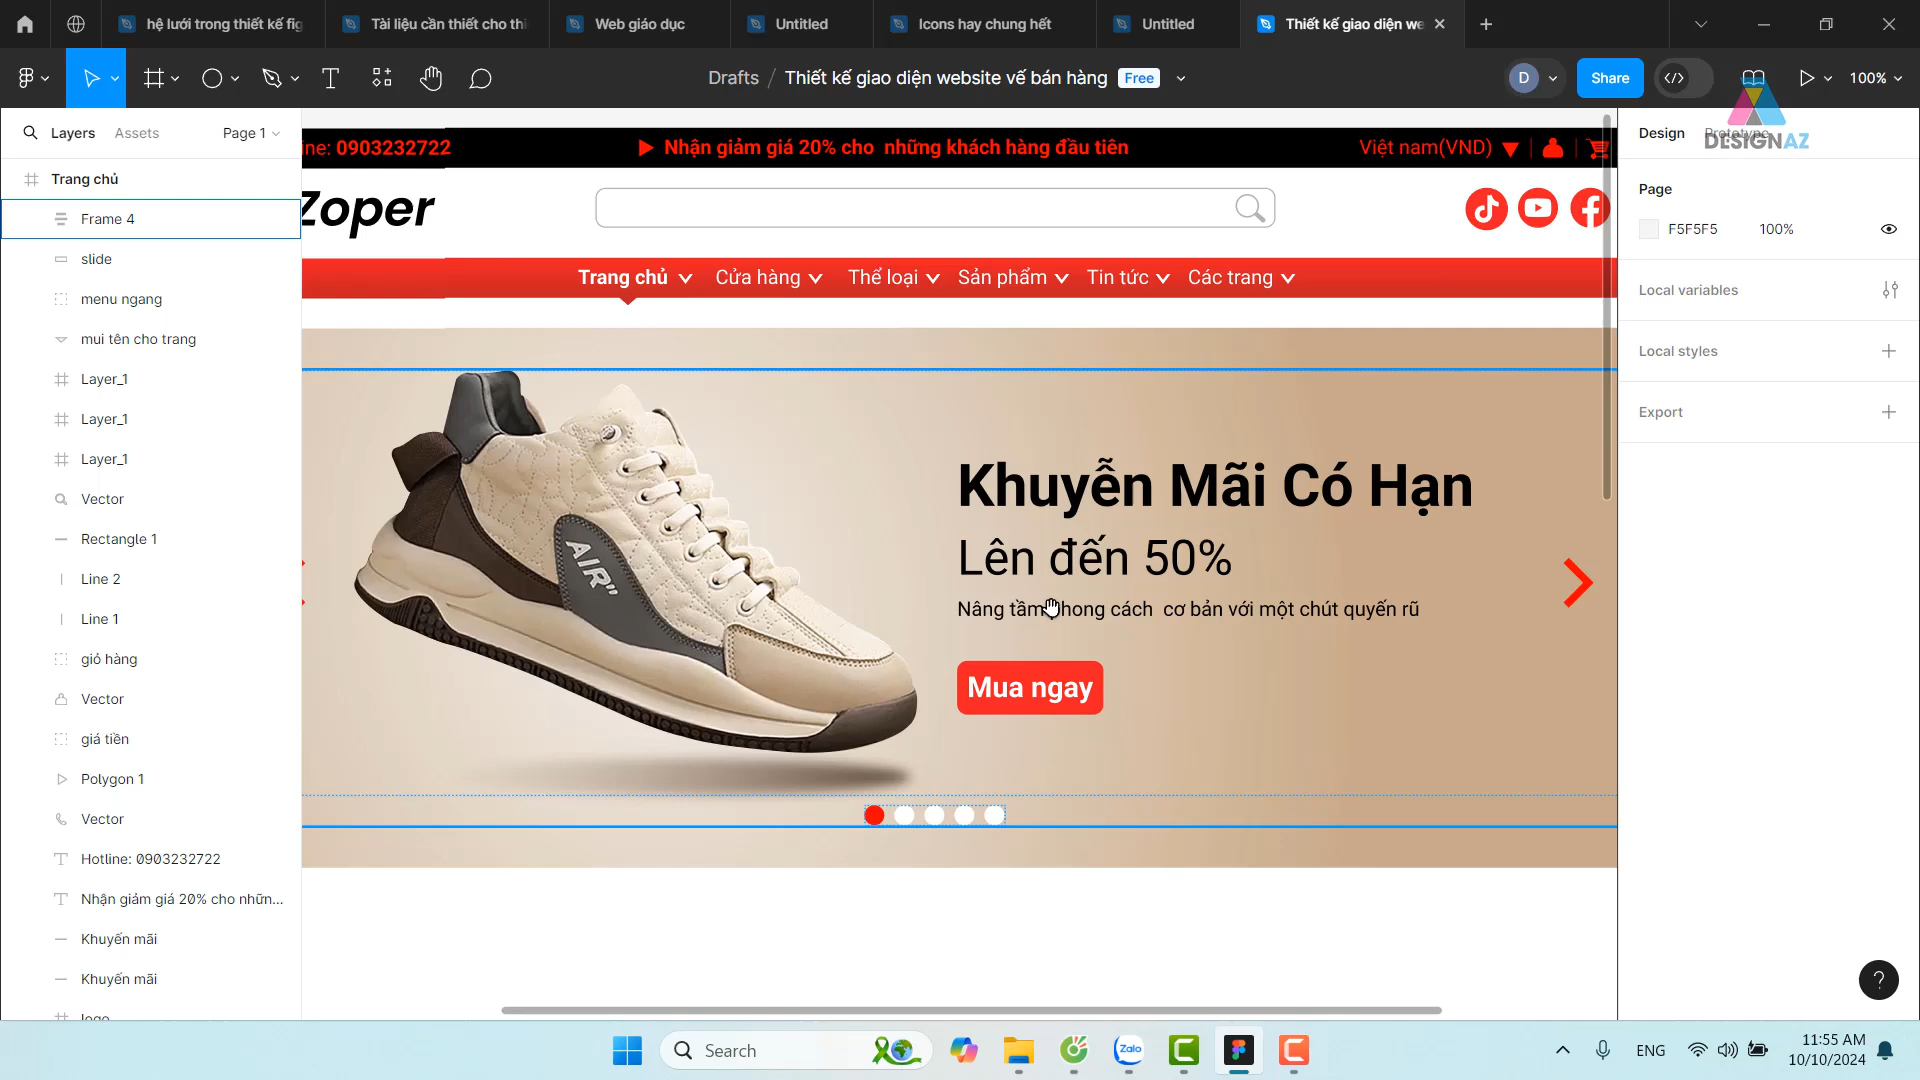 hệ lưới trong thiết kế fig
Tài liệu cần thiết cho thi
Web giáo dục
Untitled
Icons hay chung hết
Untitled
Thiết kế giao diện we
Drafts / Thiết kế giao diện website vể bán hàng Free
D
Share
100%
Layers Assets Page 1
Design Prototype
DESIGNAZ
Trang chủ
Frame 4
slide
menu ngang
mui tên cho trang
Layer_1
Layer_1
Layer_1
Vector
Rectangle 1
Line 2
Line 1
giỏ hàng
Vector
giá tiền
Polygon 1
Vector
Hotline: 0903232722
Nhận giảm giá 20% cho nhữn...
Khuyến mãi
Khuyến mãi
logo
ine: 0903232722
Nhận giảm giá 20% cho những khách hàng đầu tiên
Việt nam(VND)
Zoper
Trang chủ Cửa hàng Thể loại Sản phẩm Tin tức Các trang
AIR"
Khuyễn Mãi Có Hạn
Lên đến 50%
Nâng tầm phong cách cơ bản với một chút quyến rũ
Mua ngay
Page
F5F5F5 100%
Local variables
Local styles
Export
?
Search
Zalo
ENG
11:55 AM
10/10/2024